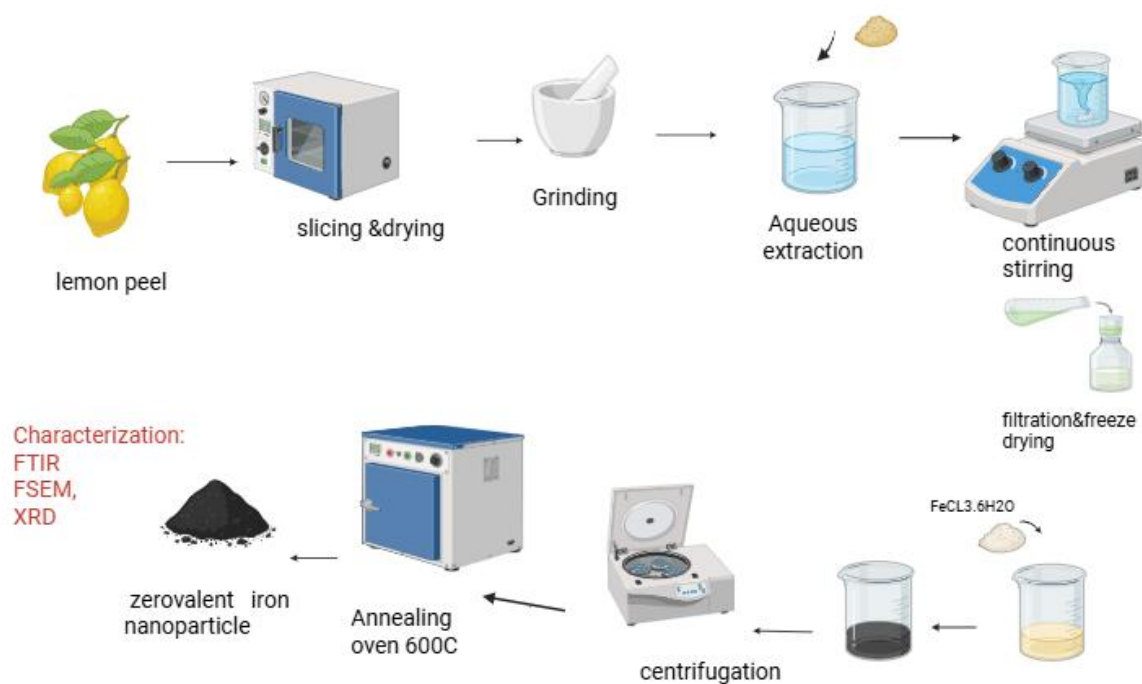 lemon peel
slicing &drying
Grinding
Aqueous
extraction
continuous
stirring
filtration&freeze
drying
FeCL3.6H2O
centrifugation
Annealing
oven 600C
zerovalent iron
nanoparticle
Characterization:
FTIR
FSEM,
XRD